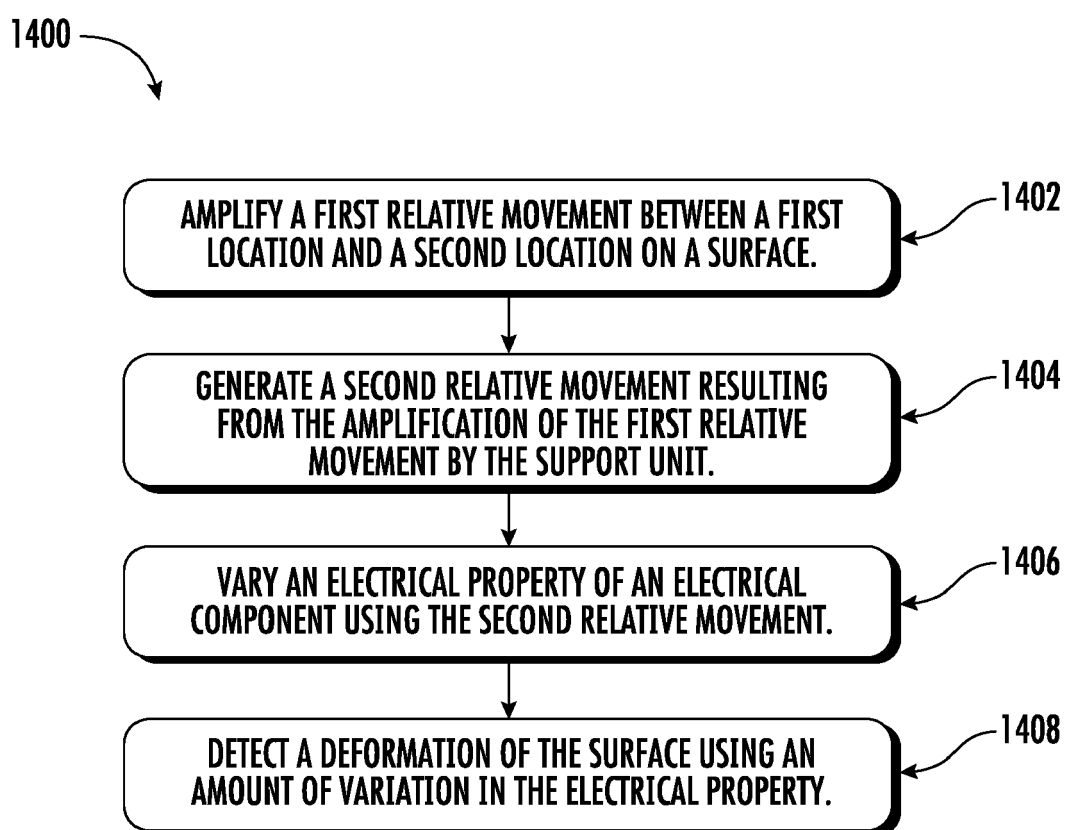 1400
AMPLIFY A FIRST RELATIVE MOVEMENT BETWEEN A FIRST
LOCATION AND A SECOND LOCATION ON A SURFACE.
1402
GENERATE A SECOND RELATIVE MOVEMENT RESULTING
FROM THE AMPLIFICATION OF THE FIRST RELATIVE
MOVEMENT BY THE SUPPORT UNIT.
1404
VARY AN ELECTRICAL PROPERTY OF AN ELECTRICAL
COMPONENT USING THE SECOND RELATIVE MOVEMENT.
1406
DETECT A DEFORMATION OF THE SURFACE USING AN
AMOUNT OF VARIATION IN THE ELECTRICAL PROPERTY.
1408